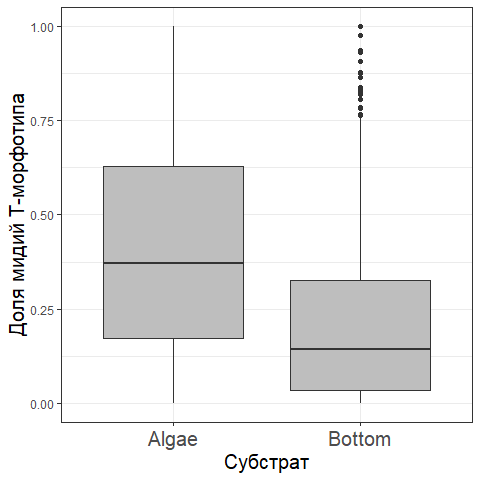 Доля мидий Т-морфотипа
1.00
0.75
0.50
0.25
0.00
Algae
Bottom
Субстрат